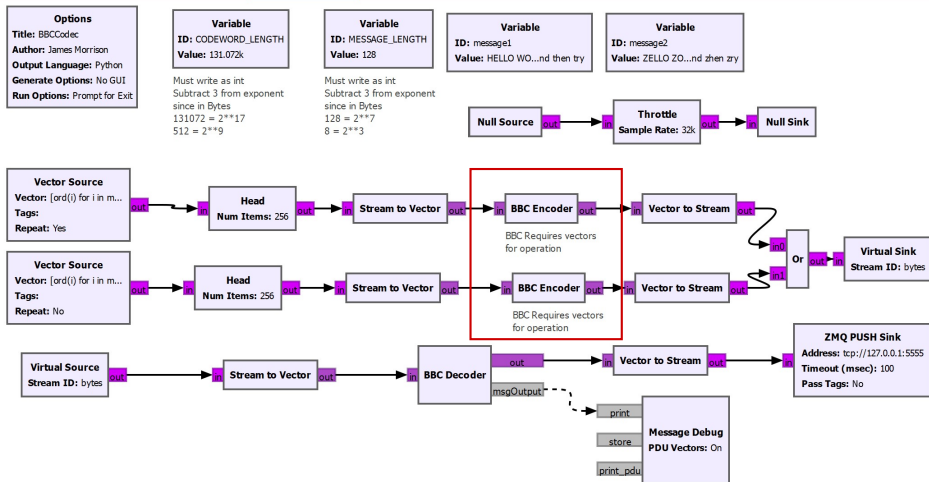 Options
Title: BBCCodec
Author: James Morrison
Output Language: Python
Generate Options: No GUI
Run Options: Prompt for Exit
Variable
ID: CODEWORD_LENGTH
Value: 131.072k
Must write as int
Subtract 3 from exponent
since in Bytes
131072 = 2**17
512 = 2**9
Variable
ID: MESSAGE_LENGTH
Value: 128
Must write as int
Subtract 3 from exponent
since in Bytes
128 = 2**7
8 = 2**3
Variable
ID: message1
Value: HELLO WO...nd then try
Variable
ID: message2
Value: ZELLO ZO...nd zhen zry
Null Source
out
in
Throttle
Sample Rate: 32k
out
in
Null Sink
Vector Source
Vector: [ord(i) for i in m...
Tags:
Repeat: Yes
out
in
Head
Num Items: 256
out
in
Stream to Vector
out
in
BBC Encoder
out
BBC Requires vectors
for operation
in
Vector to Stream
out
Vector Source
Vector: [ord(i) for i in m...
Tags:
Repeat: No
out
in
Head
Num Items: 256
out
in
Stream to Vector
out
in
BBC Encoder
out
BBC Requires vectors
for operation
in
Vector to Stream
out
in0
in1
Or
out
in
Virtual Sink
Stream ID: bytes
Virtual Source
Stream ID: bytes
out
in
Stream to Vector
out
in
BBC Decoder
out
msgOutput
in
Vector to Stream
out
in
ZMQ PUSH Sink
Address: tcp://127.0.0.1:5555
Timeout (msec): 100
Pass Tags: No
print
store
print_pdu
Message Debug
PDU Vectors: On